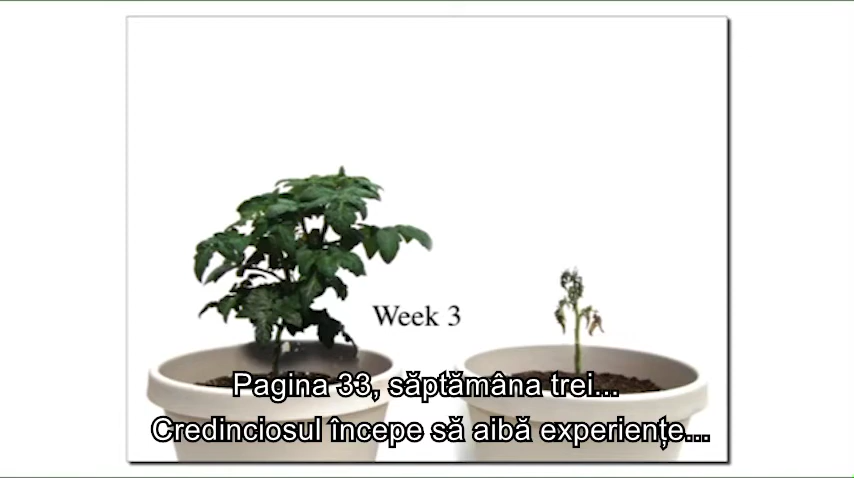 Week 3
Pagina 33, săptămâna trei...
Credinciosul începe să aibă experiențe...